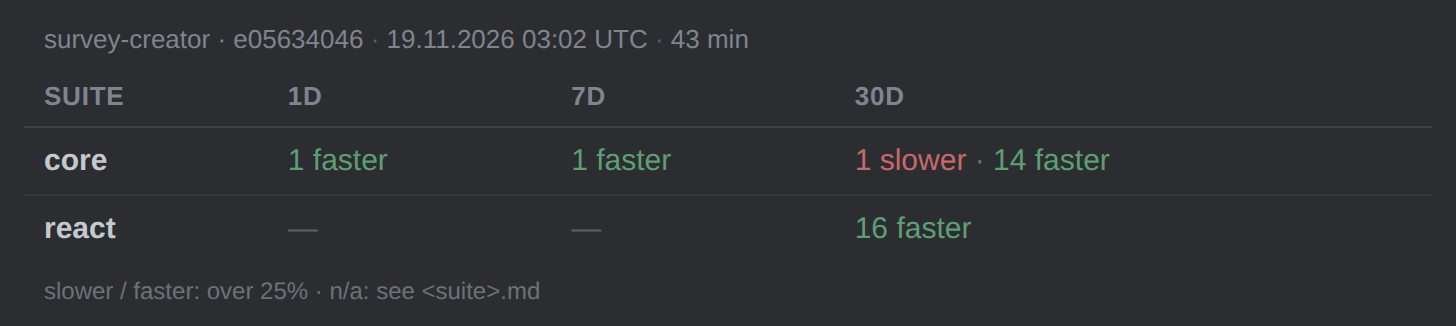 survey-creator · e05634046 · 19.11.2026 03:02 UTC · 43 min
SUITE 1D 7D 30D
core 1 faster 1 faster 1 slower · 14 faster
react — — 16 faster
slower / faster: over 25% · n/a: see <suite>.md